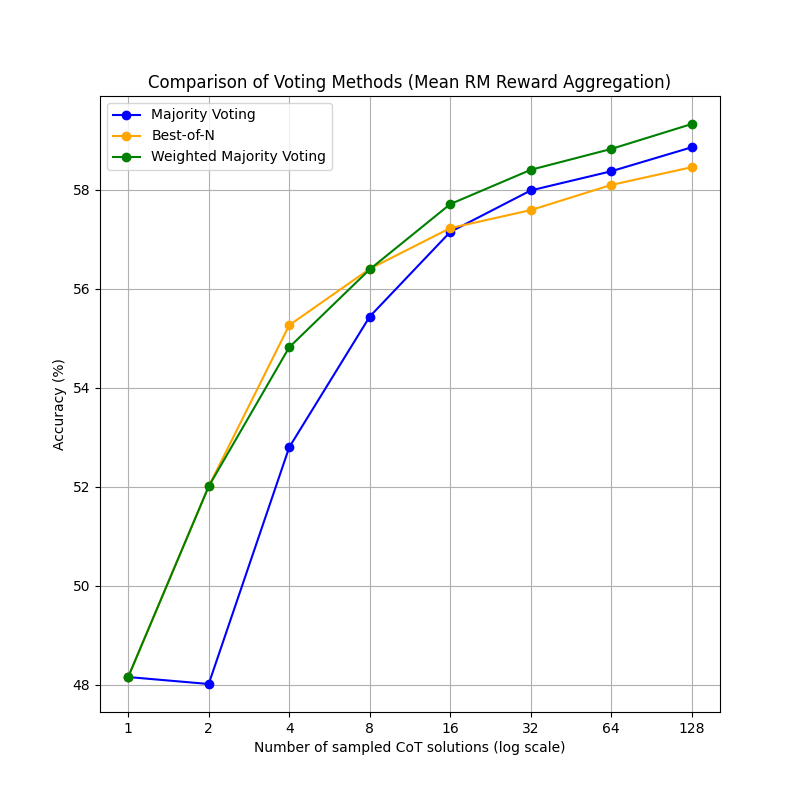 Comparison of Voting Methods (Mean RM Reward Aggregation)
Majority Voting
Best-of-N
Weighted Majority Voting
Accuracy (%)
58
56
54
52
50
48
1 2 4 8 16 32 64 128
Number of sampled CoT solutions (log scale)